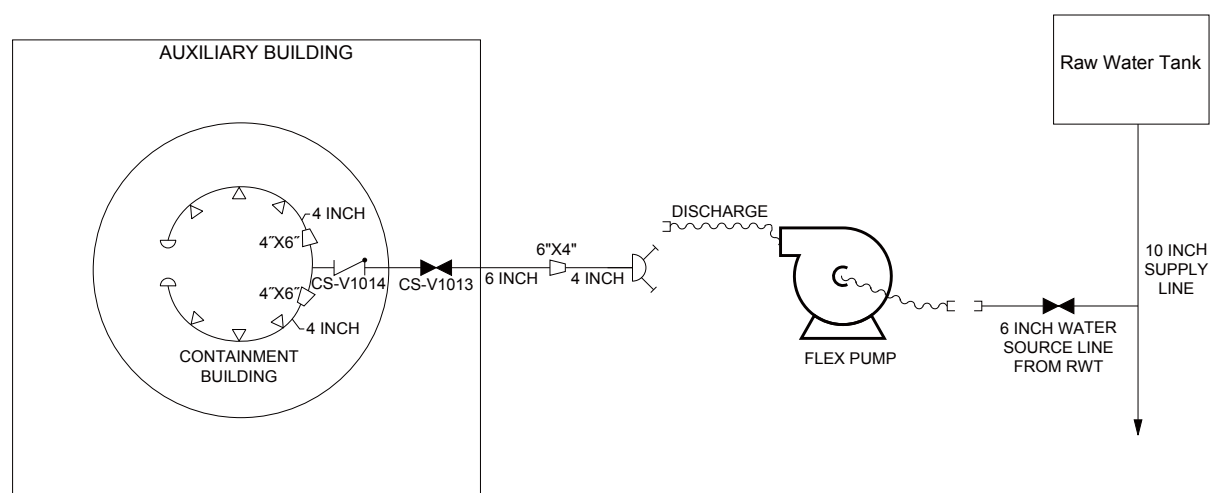 AUXILIARY BUILDING
Raw Water Tank
4 INCH
4"X6"
CS-V1014
CS-V1013
4"X6"
4 INCH
CONTAINMENT
BUILDING
6 INCH
6"X4"
4 INCH
DISCHARGE
FLEX PUMP
6 INCH WATER
SOURCE LINE
FROM RWT
10 INCH
SUPPLY
LINE